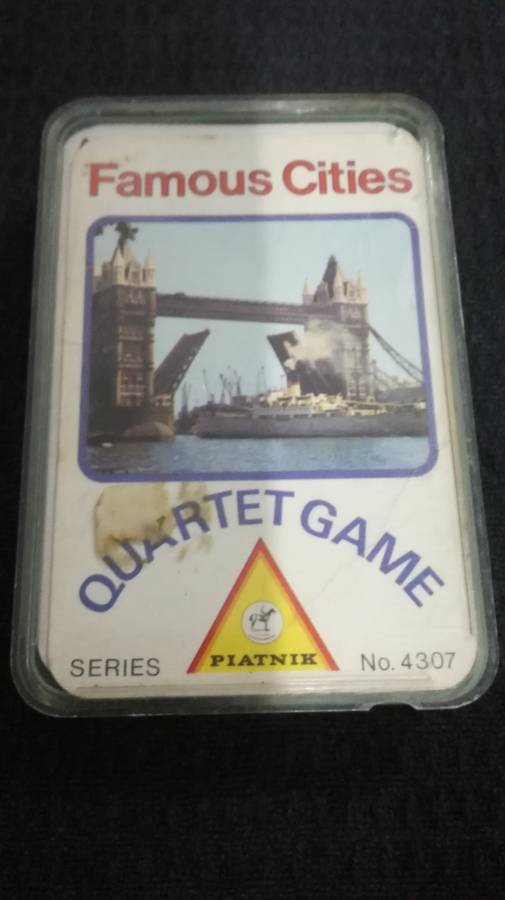 Famous Cities
QUARTET GAME
PIATNIK
SERIES No. 4307